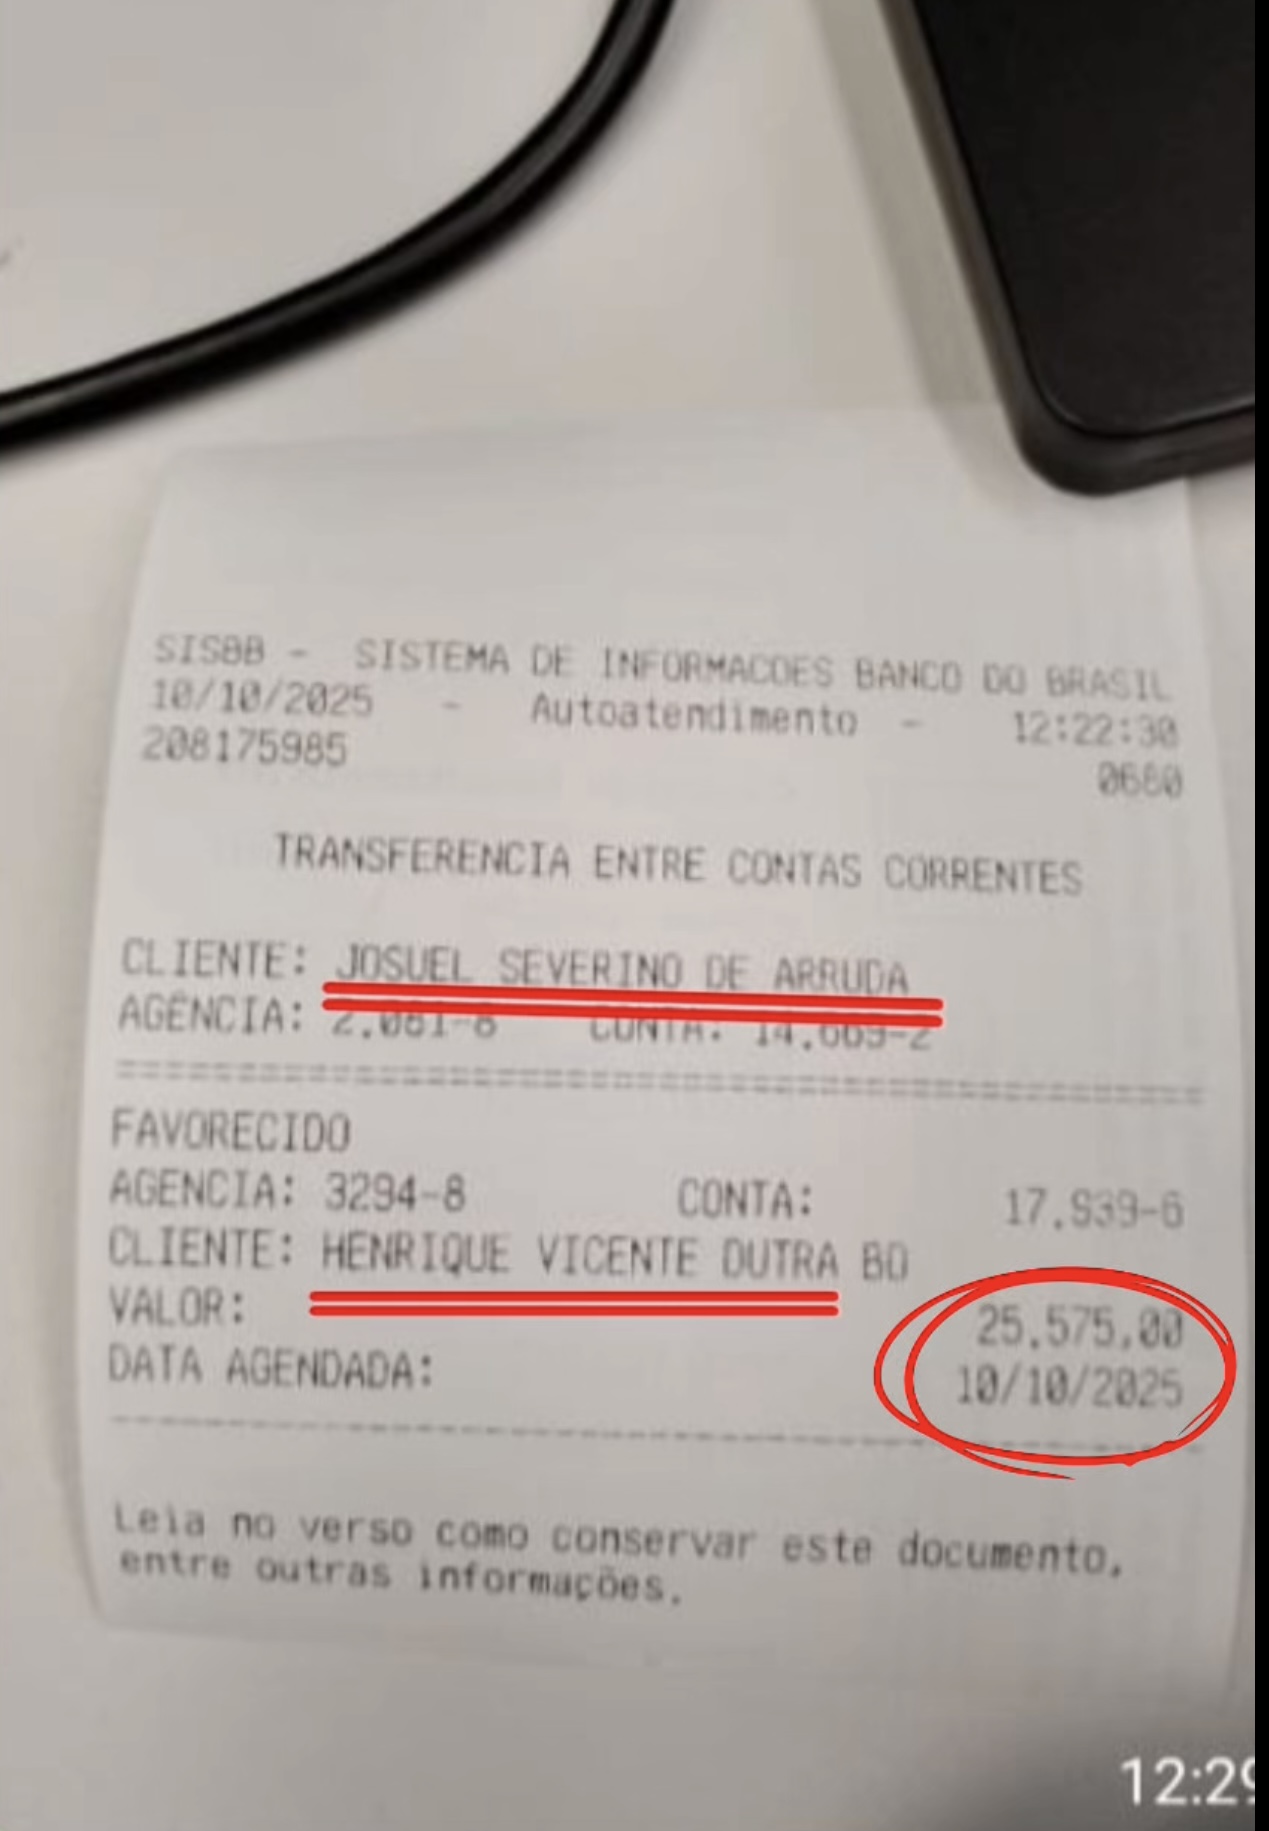 SISBB - SISTEMA DE INFORMACOES BANCO DO BRASIL
10/10/2025 - Autoatendimento - 12:22:30
208175985 0680
TRANSFERENCIA ENTRE CONTAS CORRENTES
CLIENTE: JOSUEL SEVERINO DE ARRUDA
AGENCIA: CONTA:
FAVORECIDO
AGENCIA: 3294-8 CONTA: 17.939-6
CLIENTE: HENRIQUE VICENTE DUTRA BO
VALOR: 25.575,00
DATA AGENDADA: 10/10/2025
Leia no verso como conservar este documento,
entre outras informações.
12:29